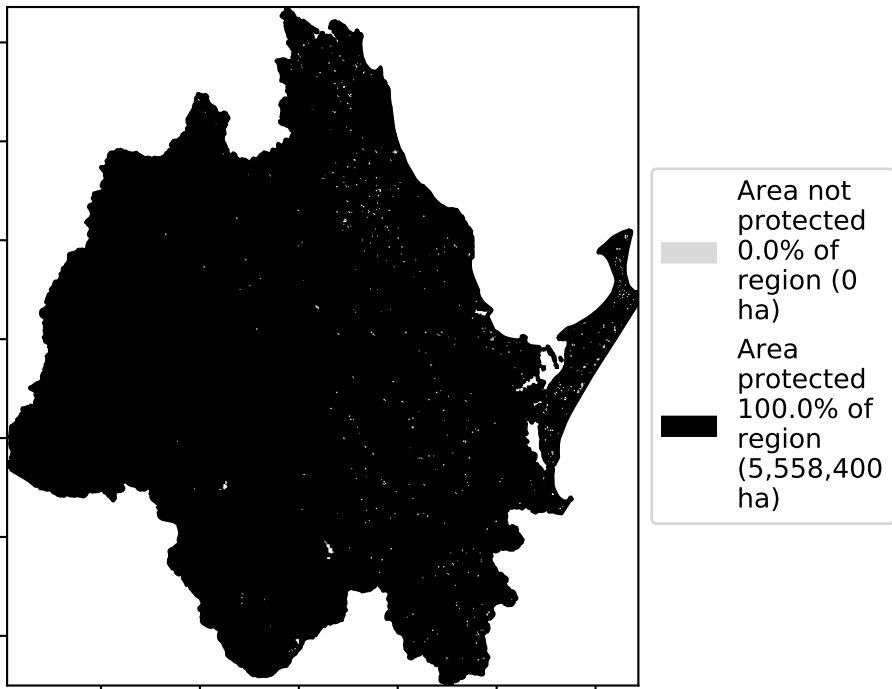 Area not
protected
0.0% of
region (0
ha)
Area
protected
100.0% of
region
(5,558,400
ha)